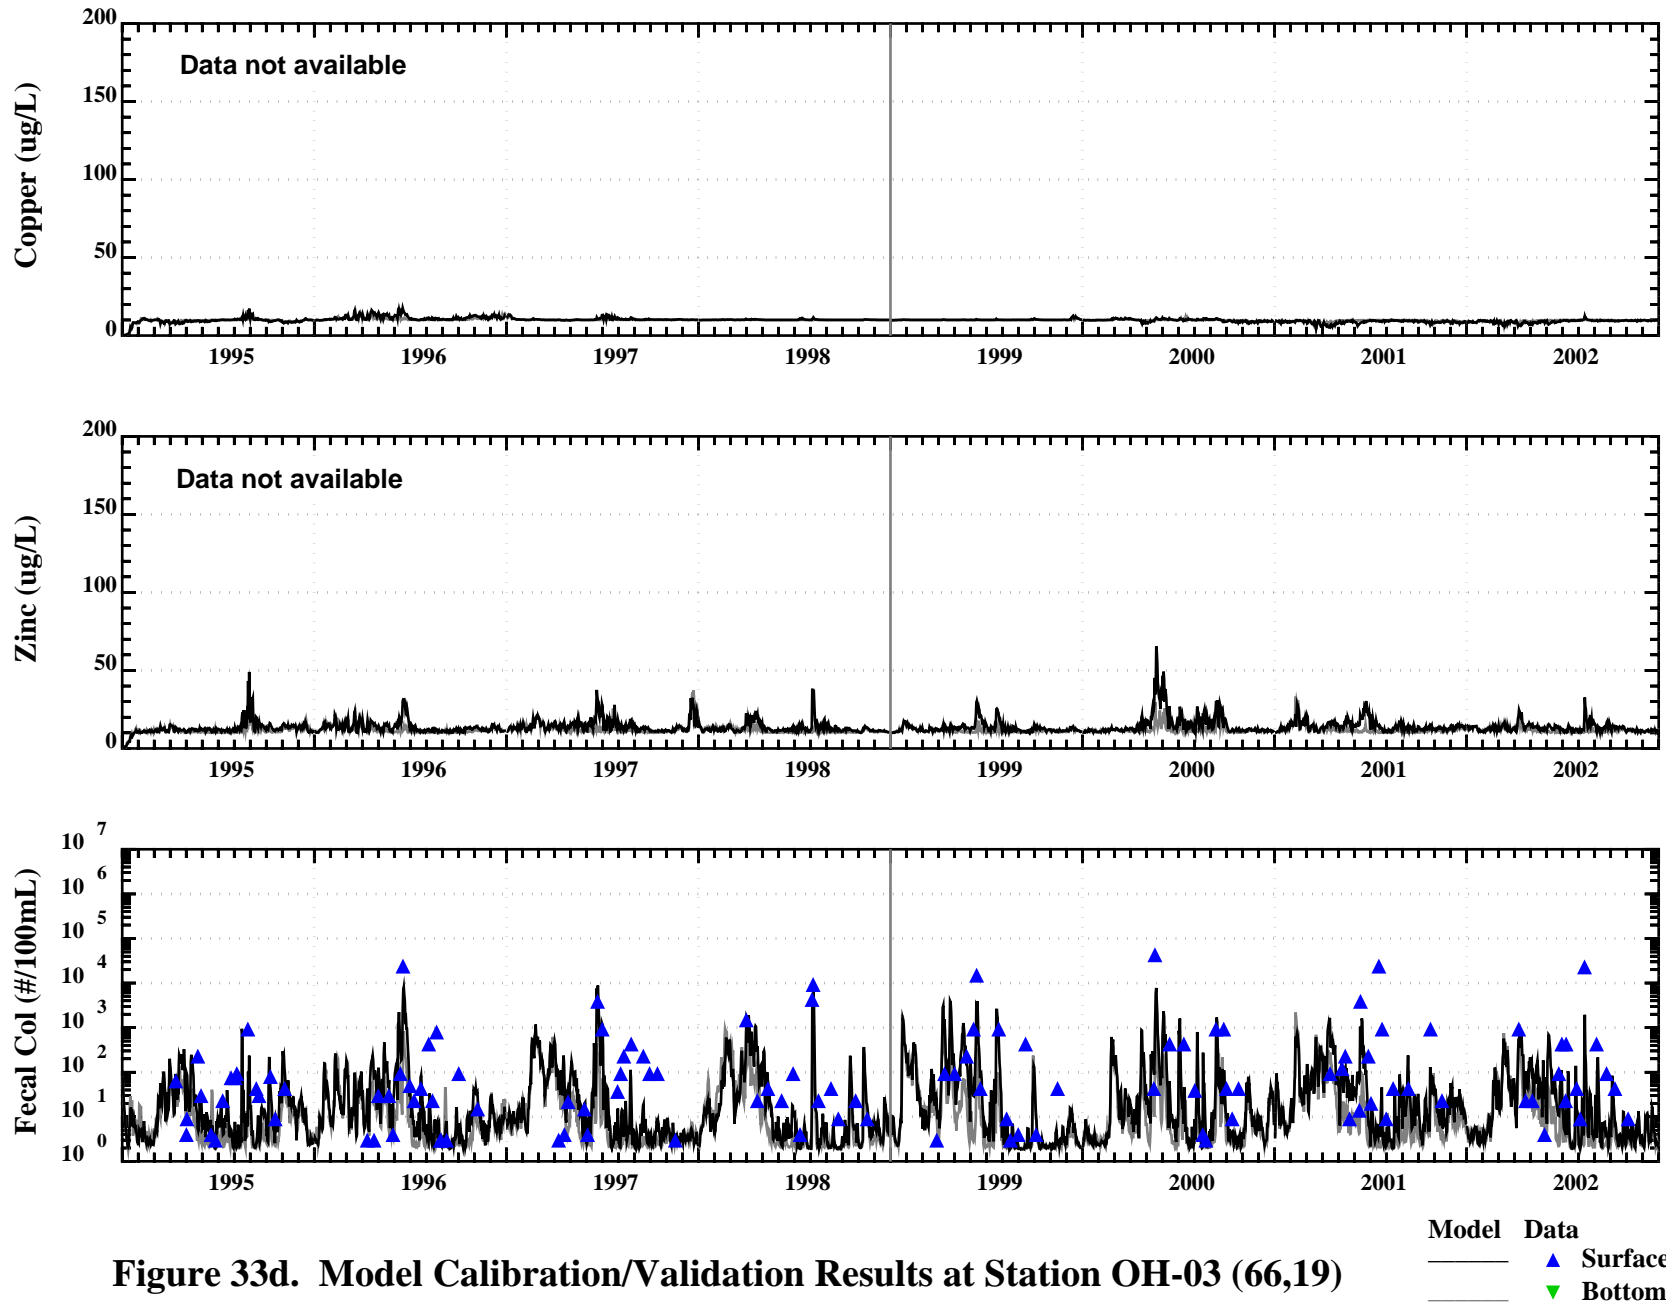 200
150
100
50
0
Copper (ug/L)
Data not available
1995 1996 1997 1998 1999 2000 2001 2002
200
150
100
50
0
Zinc (ug/L)
Data not available
1995 1996 1997 1998 1999 2000 2001 2002
10 7
10 6
10 5
10 4
10 3
10 2
10 1
10 0
Fecal Col (#/100mL)
1995 1996 1997 1998 1999 2000 2001 2002
Model Data
Surface
Bottom
Figure 33d. Model Calibration/Validation Results at Station OH-03 (66,19)